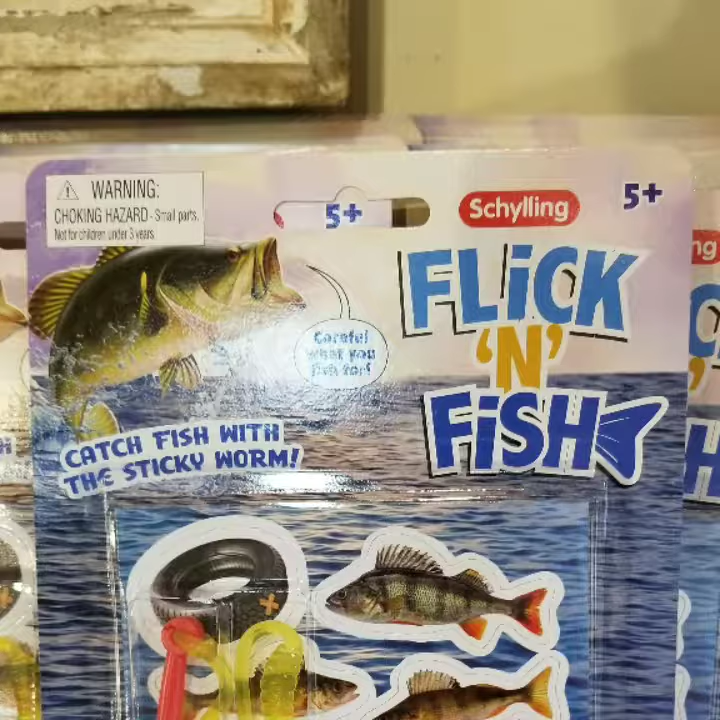 WARNING:
CHOKING HAZARD - Small parts.
Not for children under 3 years.
5+
Schylling
5+
FLiCK
'N'
FiSH
Careful
what you
fish for!
CATCH FISH WITH
THE STICKY WORM!
ng
C
H
H